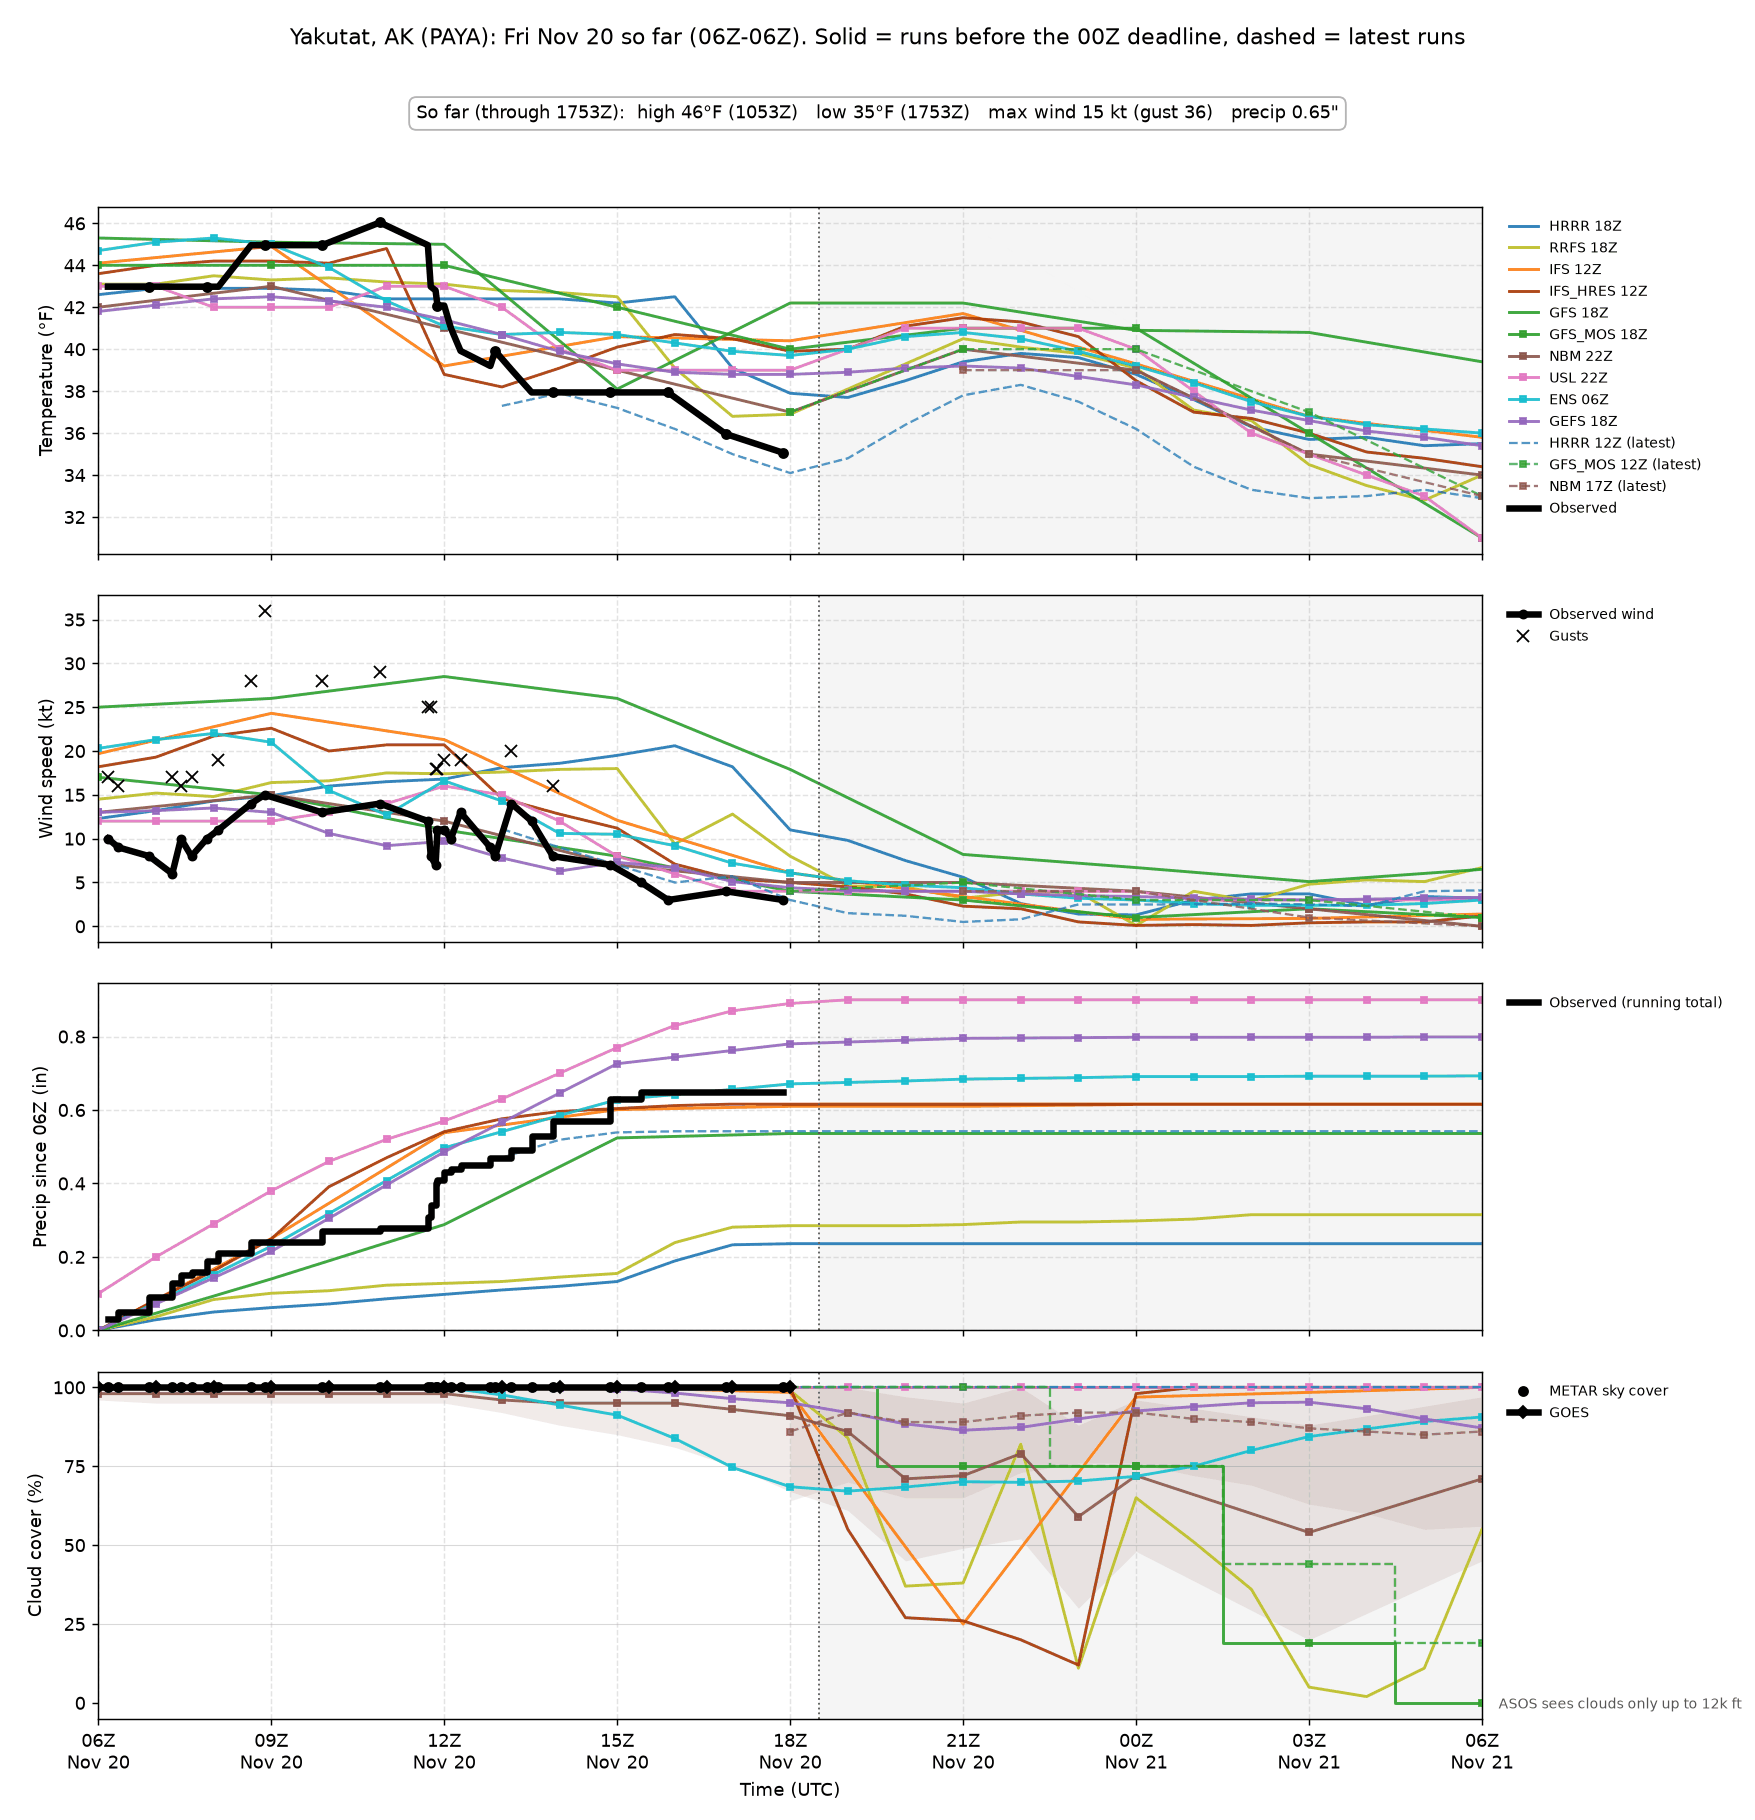 Yakutat, AK (PAYA): Fri Nov 20 so far (06Z-06Z). Solid = runs before the 00Z deadline, dashed = latest runs
So far (through 1753Z):  high 46°F (1053Z)   low 35°F (1753Z)   max wind 15 kt (gust 36)   precip 0.65"
Temperature (°F)
46
44
42
40
38
36
34
32
HRRR 18Z
RRFS 18Z
IFS 12Z
IFS_HRES 12Z
GFS 18Z
GFS_MOS 18Z
NBM 22Z
USL 22Z
ENS 06Z
GEFS 18Z
HRRR 12Z (latest)
GFS_MOS 12Z (latest)
NBM 17Z (latest)
Observed
Wind speed (kt)
35
30
25
20
15
10
5
0
Observed wind
Gusts
Precip since 06Z (in)
0.8
0.6
0.4
0.2
0.0
Observed (running total)
Cloud cover (%)
100
75
50
25
0
METAR sky cover
GOES
ASOS sees clouds only up to 12k ft
06Z
Nov 20
09Z
Nov 20
12Z
Nov 20
15Z
Nov 20
18Z
Nov 20
21Z
Nov 20
00Z
Nov 21
03Z
Nov 21
06Z
Nov 21
Time (UTC)